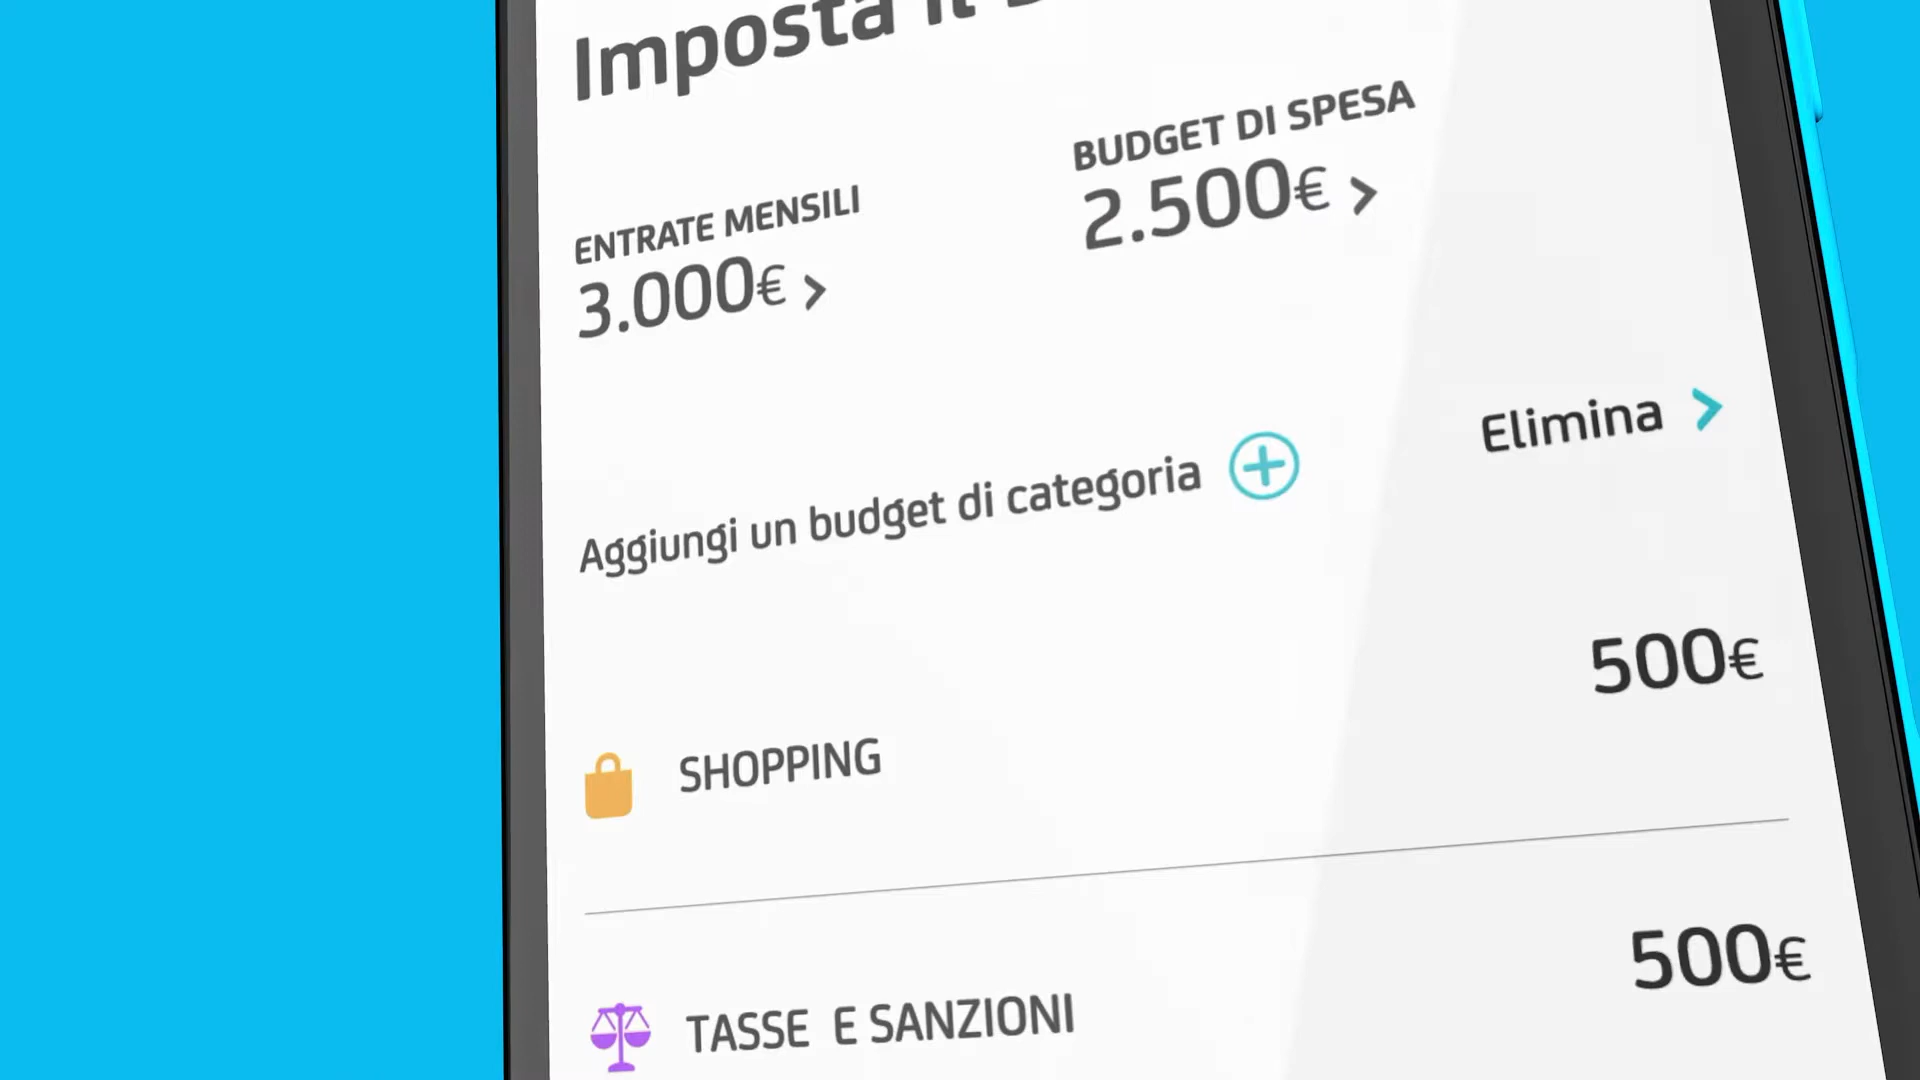 Imposta il
ENTRATE MENSILI
3.000€ >
BUDGET DI SPESA
2.500€ >
Aggiungi un budget di categoria
Elimina >
SHOPPING
500€
TASSE E SANZIONI
500€